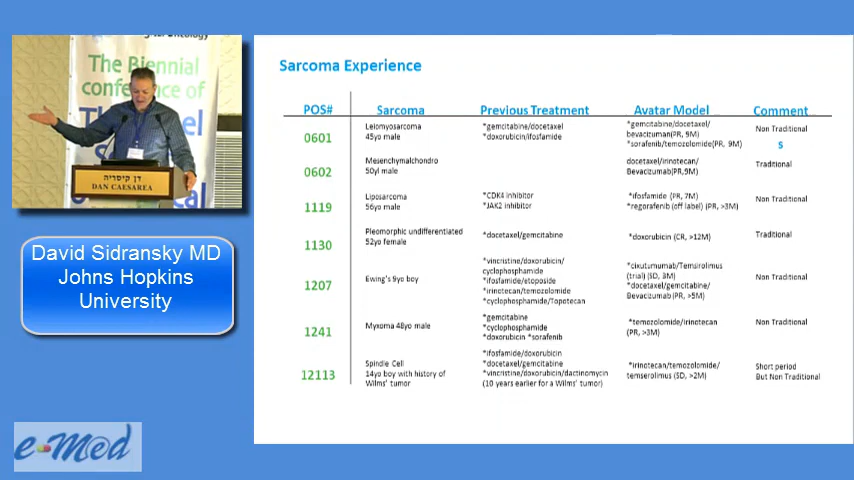 The Biennial
conference of
דן קיסריה
DAN CAESAREA
David Sidransky MD
Johns Hopkins
University
e-Med
Sarcoma Experience
POS# Sarcoma Previous Treatment Avatar Model Comment
0601
Leiomyosarcoma
45yo male
*gemcitabine/docetaxel
*doxorubicin/ifosfamide
*gemcitabine/docetaxel/
bevacizuman(PR, 9M)
*sorafenib/temozolomide(PR, 9M)
Non Traditional
S
0602
Mesenchymalchondro
50yl male
docetaxel/irinotecan/
Bevacizumab(PR,9M)
Traditional
1119
Liposarcoma
56yo male
*CDK4 inhibitor
*JAK2 inhibitor
*ifosfamide (PR, 7M)
*regorafenib (off label) (PR, >3M)
Non Traditional
1130
Pleomorphic undifferentiated
52yo female
*docetaxel/gemcitabine
*doxorubicin (CR, >12M)
Traditional
1207
Ewing's 9yo boy
*vincristine/doxorubicin/
cyclophosphamide
*ifosfamide/etoposide
*irinotecan/temozolomide
*cyclophosphamide/Topotecan
*cixutumumab/Temsirolimus
(trial) (SD, 3M)
*docetaxel/gemcitabine/
Bevacizumab (PR, >5M)
Non Traditional
1241
Myxoma 48yo male
*gemcitabine
*cyclophosphamide
*doxorubicin *sorafenib
*temozolomide/irinotecan
(PR, >3M)
Non Traditional
12113
Spindle Cell
14yo boy with history of
Wilms' tumor
*ifosfamide/doxorubicin
*docetaxel/gemcitabine
*vincristine/doxorubicin/dactinomycin
(10 years earlier for a Wilms' tumor)
*irinotecan/temozolomide/
temserolimus (SD, >2M)
Short period
But Non Traditional